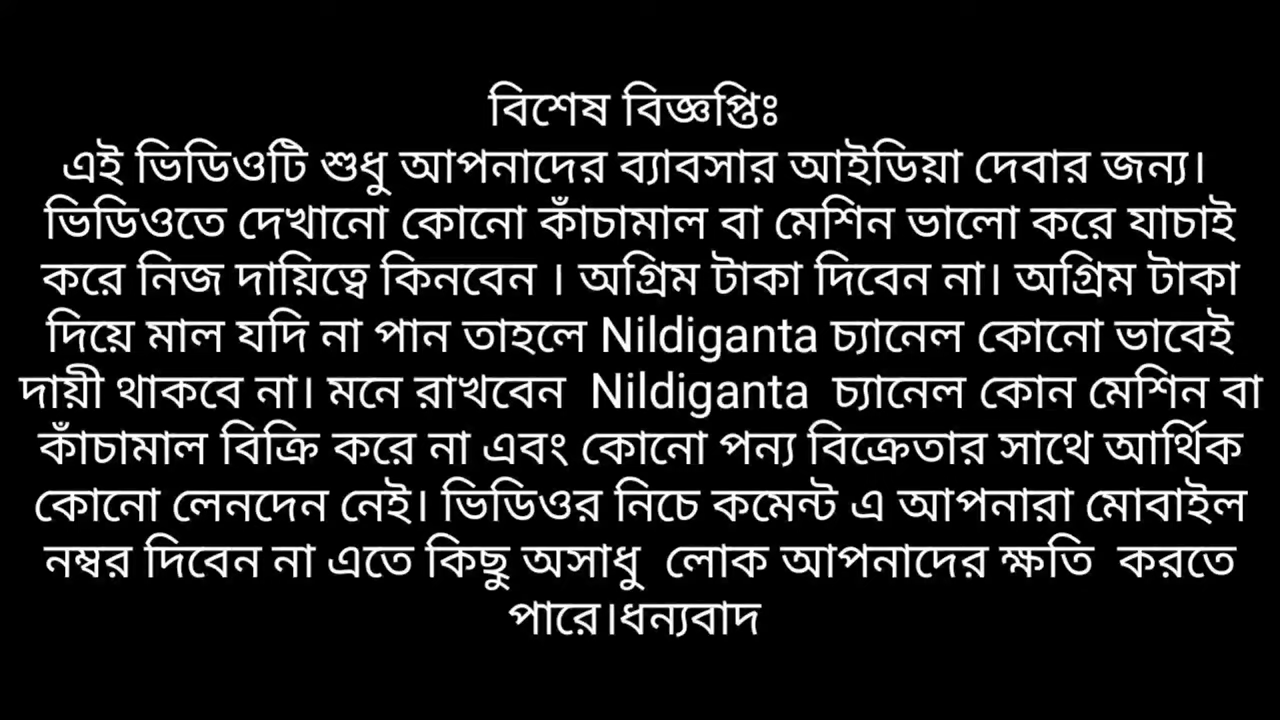 বিশেষ বিজ্ঞপ্তিঃ
এই ভিডিওটি শুধু আপনাদের ব্যাবসার আইডিয়া দেবার জন্য।
ভিডিওতে দেখানো কোনো কাঁচামাল বা মেশিন ভালো করে যাচাই
করে নিজ দায়িত্বে কিনবেন । অগ্রিম টাকা দিবেন না। অগ্রিম টাকা
দিয়ে মাল যদি না পান তাহলে Nildiganta চ্যানেল কোনো ভাবেই
দায়ী থাকবে না। মনে রাখবেন Nildiganta চ্যানেল কোন মেশিন বা
কাঁচামাল বিক্রি করে না এবং কোনো পন্য বিক্রেতার সাথে আর্থিক
কোনো লেনদেন নেই। ভিডিওর নিচে কমেন্ট এ আপনারা মোবাইল
নম্বর দিবেন না এতে কিছু অসাধু লোক আপনাদের ক্ষতি করতে
পারে।ধন্যবাদ